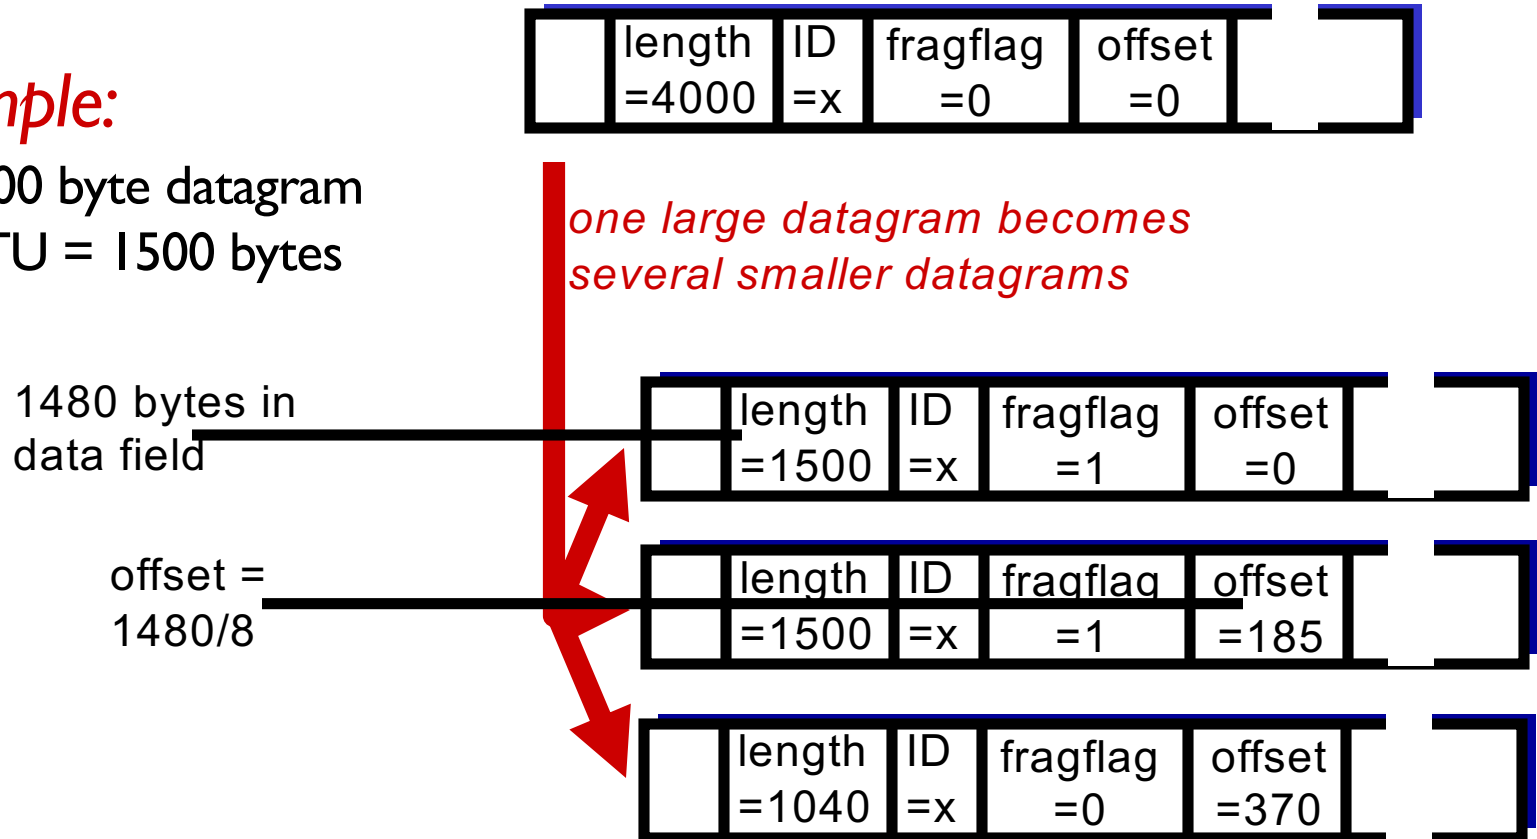 length ID fragflag offset
=4000 =x =0 =0
mple:
00 byte datagram
TU = 1500 bytes
one large datagram becomes
several smaller datagrams
1480 bytes in
data field
length ID fragflag offset
=1500 =x =1 =0
offset =
1480/8
length ID fragflag offset
=1500 =x =1 =185
length ID fragflag offset
=1040 =x =0 =370